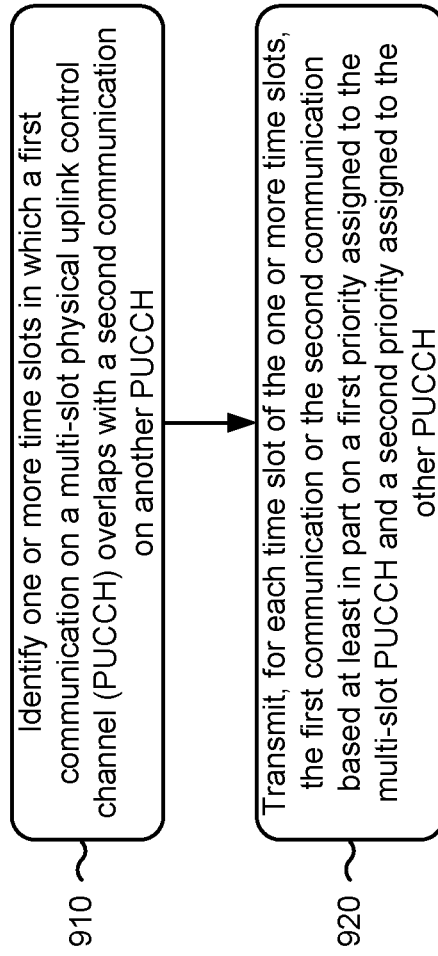 910
Identify one or more time slots in which a first
communication on a multi-slot physical uplink control
channel (PUCCH) overlaps with a second communication
on another PUCCH
920
Transmit, for each time slot of the one or more time slots,
the first communication or the second communication
based at least in part on a first priority assigned to the
multi-slot PUCCH and a second priority assigned to the
other PUCCH